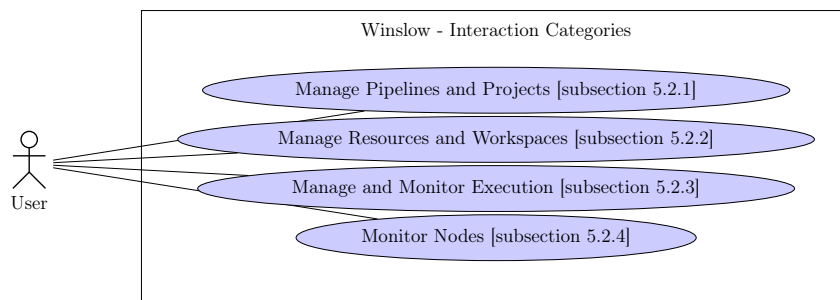 Winslow - Interaction Categories
Manage Pipelines and Projects [subsection 5.2.1]
Manage Resources and Workspaces [subsection 5.2.2]
Manage and Monitor Execution [subsection 5.2.3]
User
Monitor Nodes [subsection 5.2.4]